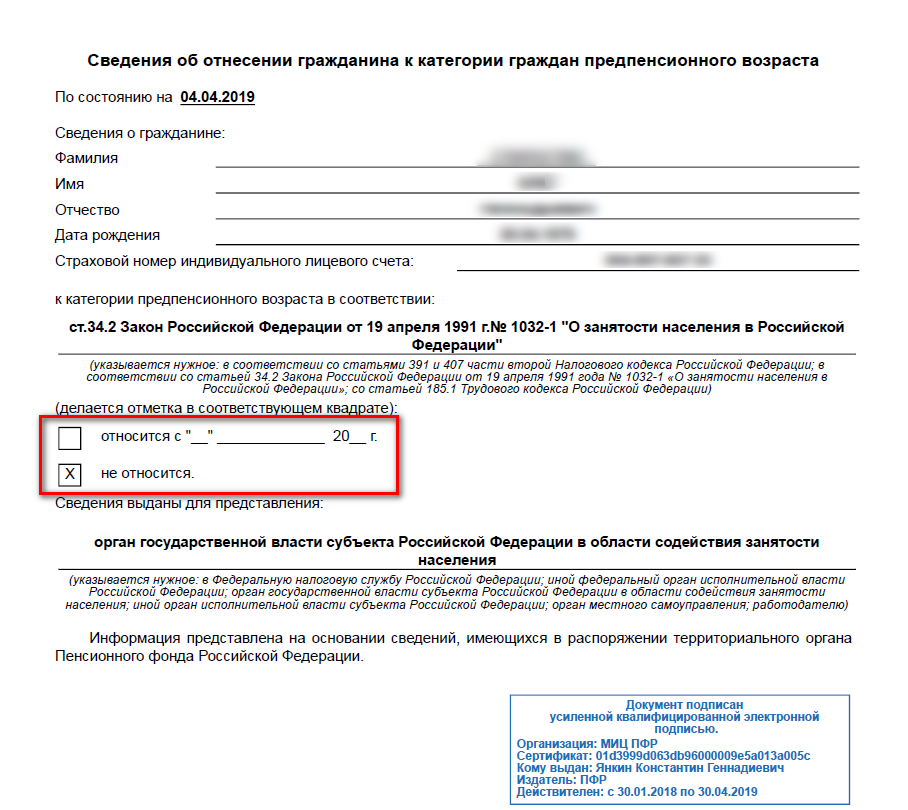 Сведения об отнесении гражданина к категории граждан предпенсионного возраста
По состоянию на 04.04.2019
Сведения о гражданине:
Фамилия
Имя
Отчество
Дата рождения
Страховой номер индивидуального лицевого счета:
к категории предпенсионного возраста в соответствии:
ст.34.2 Закон Российской Федерации от 19 апреля 1991 г.№ 1032-1 "О занятости населения в Российской
Федерации"
(указывается нужное: в соответствии со статьями 391 и 407 части второй Налогового кодекса Российской Федерации; в
соответствии со статьей 34.2 Закона Российской Федерации от 19 апреля 1991 года № 1032-1 «О занятости населения в
Российской Федерации»; со статьей 185.1 Трудового кодекса Российской Федерации)
(делается отметка в соответствующем квадрате):
относится с "__" _____________ 20__ г.
X не относится.
Сведения выданы для представления:
орган государственной власти субъекта Российской Федерации в области содействия занятости
населения
(указывается нужное: в Федеральную налоговую службу Российской Федерации; иной федеральный орган исполнительной власти
Российской Федерации; орган государственной власти субъекта Российской Федерации в области содействия занятости
населения; иной орган исполнительной власти субъекта Российской Федерации; орган местного самоуправления; работодателю)
Информация представлена на основании сведений, имеющихся в распоряжении территориального органа
Пенсионного фонда Российской Федерации.
Документ подписан
усиленной квалифицированной электронной
подписью.
Организация: МИЦ ПФР
Сертификат: 01d3999d063db96000009e5a013a005c
Кому выдан: Янкин Константин Геннадиевич
Издатель: ПФР
Действителен: с 30.01.2018 по 30.04.2019